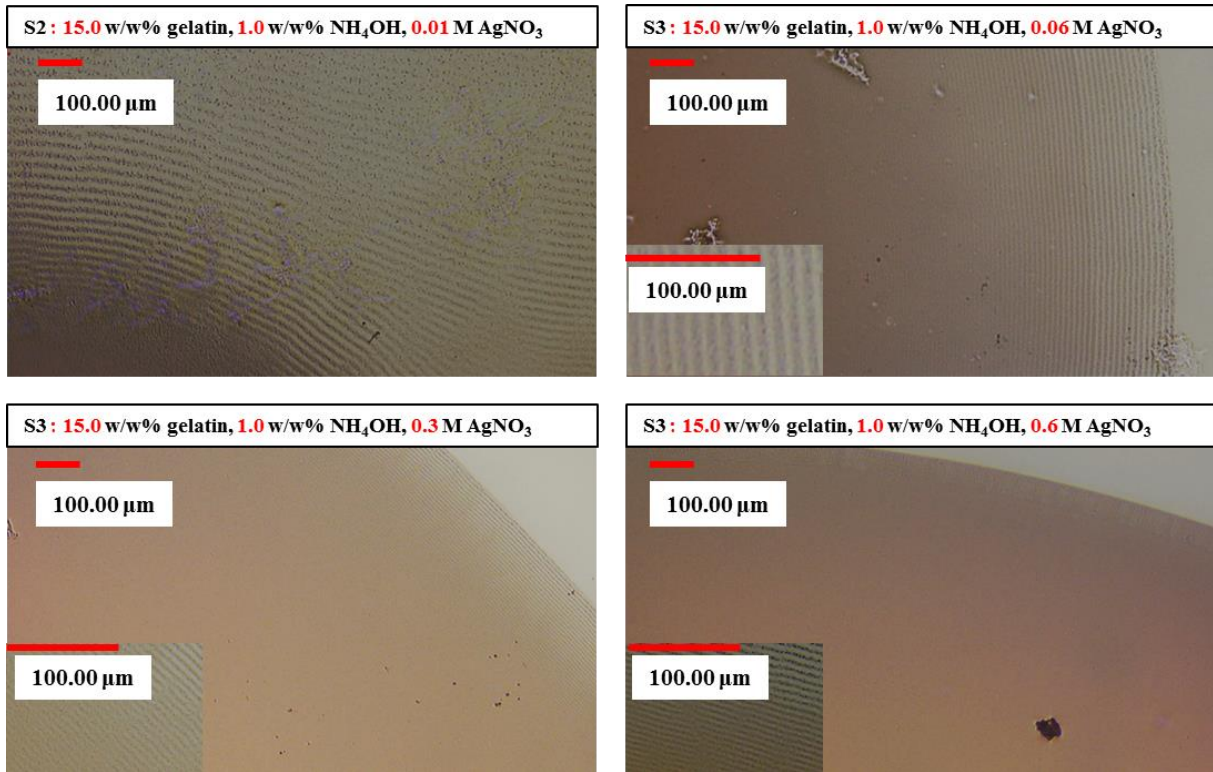 S2 : 15.0 w/w% gelatin, 1.0 w/w% NH₄OH, 0.01 M AgNO₃
100.00 μm
S3 : 15.0 w/w% gelatin, 1.0 w/w% NH₄OH, 0.06 M AgNO₃
100.00 μm
100.00 μm
S3 : 15.0 w/w% gelatin, 1.0 w/w% NH₄OH, 0.3 M AgNO₃
100.00 μm
100.00 μm
S3 : 15.0 w/w% gelatin, 1.0 w/w% NH₄OH, 0.6 M AgNO₃
100.00 μm
100.00 μm